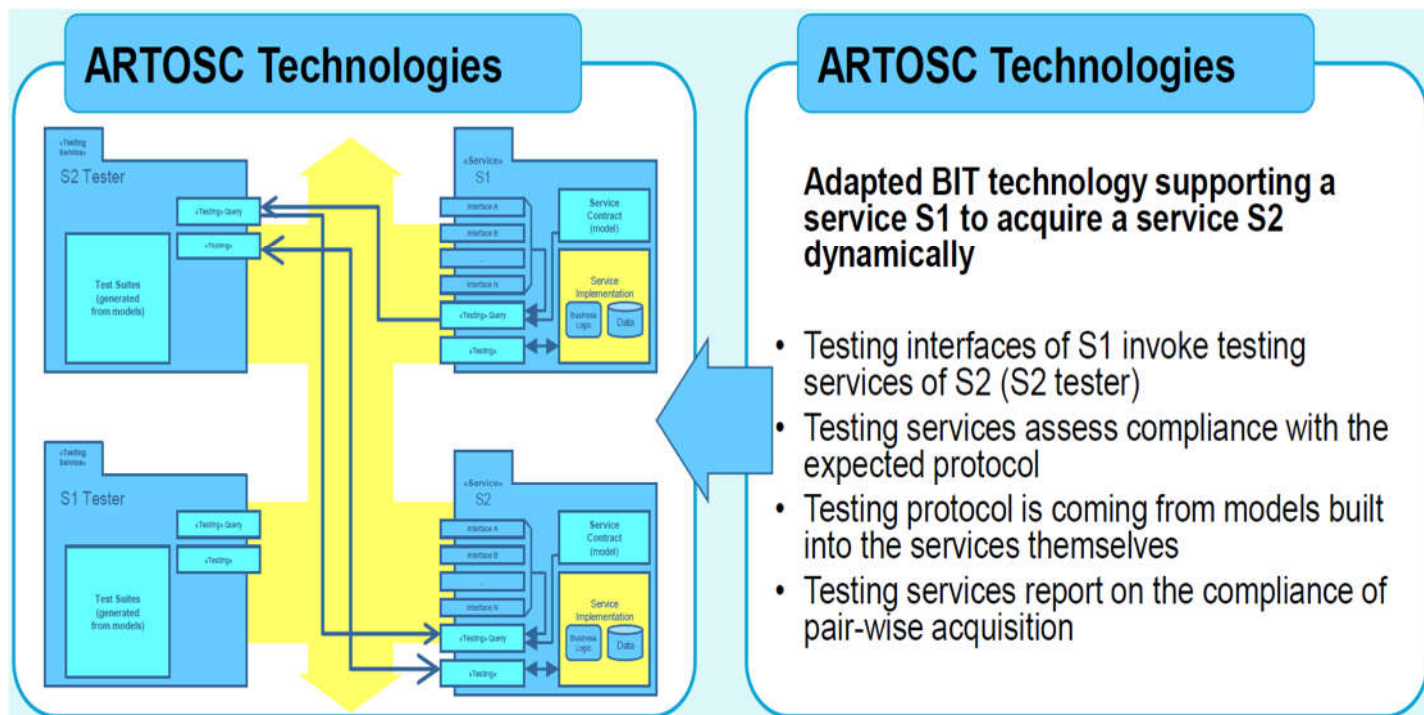 ARTOSC Technologies
«Testing
Service»
S2 Tester
«Testing» Query
«Testing»
Test Suites
(generated
from models)
«Service»
S1
Interface A
Interface B
...
Interface N
«Testing» Query
«Testing»
Service
Contract
(model)
Service
Implementation
Business
Logic
Data
«Testing
Service»
S1 Tester
«Testing» Query
«Testing»
Test Suites
(generated
from models)
«Service»
S2
Interface A
Interface B
...
Interface N
«Testing» Query
«Testing»
Service
Contract
(model)
Service
Implementation
Business
Logic
Data
ARTOSC Technologies
Adapted BIT technology supporting a
service S1 to acquire a service S2
dynamically
• Testing interfaces of S1 invoke testing
services of S2 (S2 tester)
• Testing services assess compliance with the
expected protocol
• Testing protocol is coming from models built
into the services themselves
• Testing services report on the compliance of
pair-wise acquisition